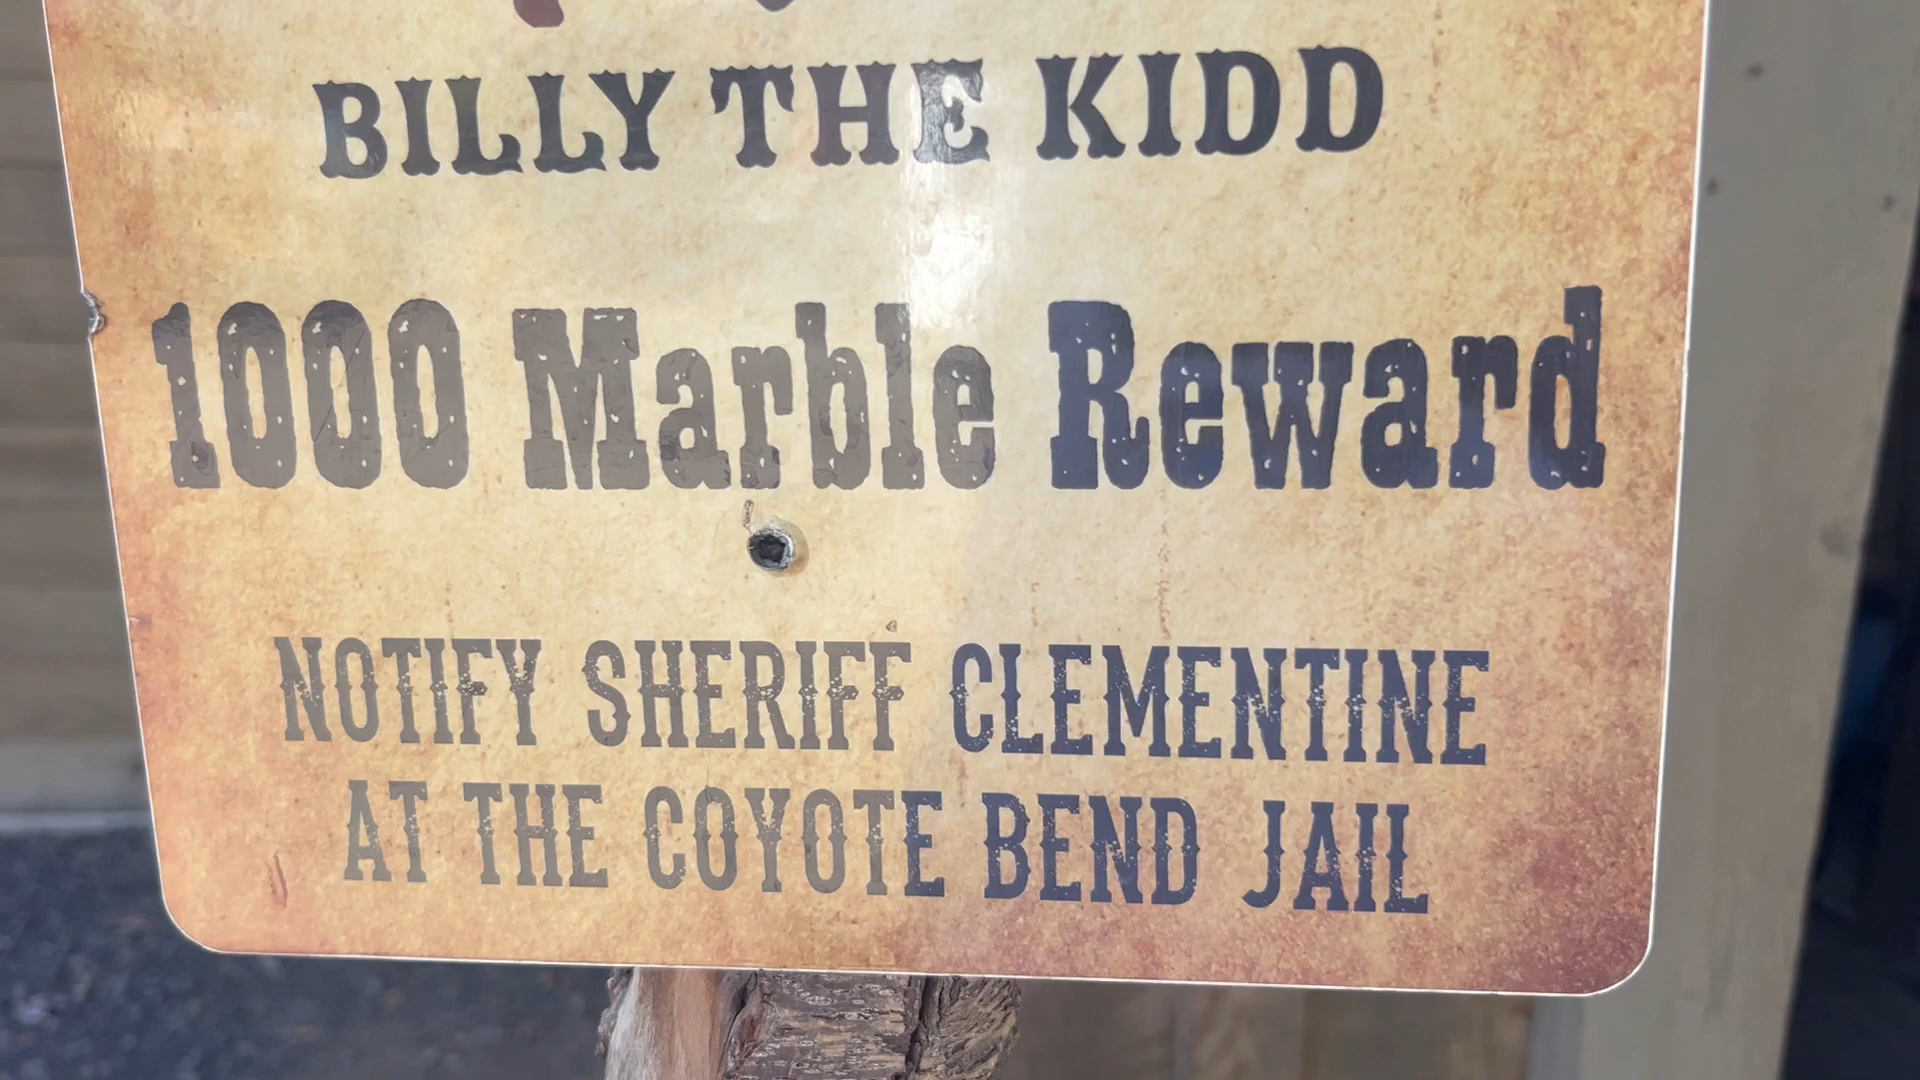 BILLY THE KIDD
1000 Marble Reward
NOTIFY SHERIFF CLEMENTINE
AT THE COYOTE BEND JAIL